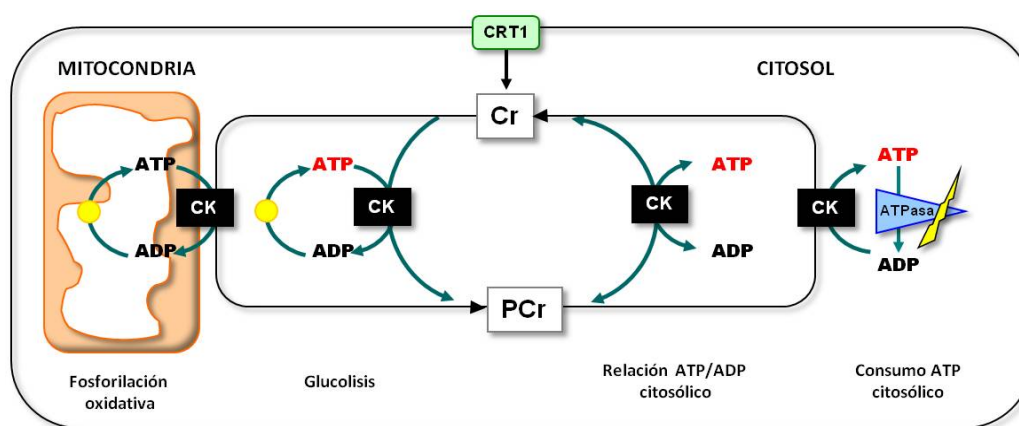 CRT1
MITOCONDRIA
CITOSOL
Cr
ATP
ATP
ATP
ATP
CK
CK
CK
CK
ATPasa
ADP
ADP
ADP
ADP
PCr
Fosforilación
oxidativa
Glucolisis
Relación ATP/ADP
citosólico
Consumo ATP
citosólico